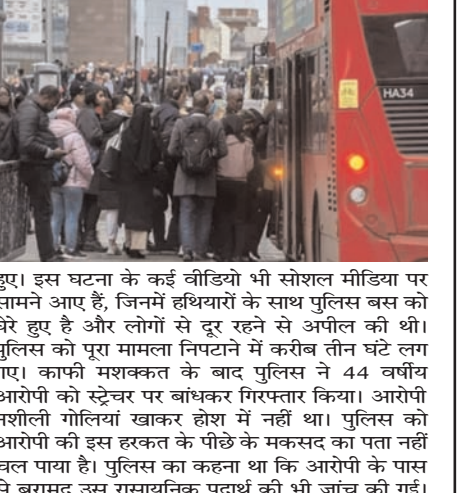 HA34
हुए। इस घटना के कई वीडियो भी सोशल मीडिया पर
सामने आए हैं, जिनमें हथियारों के साथ पुलिस बस को
घेरे हुए है और लोगों से दूर रहने से अपील की थी।
पुलिस को पूरा मामला निपटाने में करीब तीन घंटे लग
गए। काफी मशक्कत के बाद पुलिस ने 44 वर्षीय
आरोपी को स्ट्रेचर पर बांधकर गिरफ्तार किया। आरोपी
नशीली गोलियां खाकर होश में नहीं था। पुलिस को
आरोपी की इस हरकत के पीछे के मकसद का पता नहीं
चल पाया है। पुलिस का कहना था कि आरोपी के पास
से बरामद उस रासायनिक पदार्थ की भी जांच की गई।